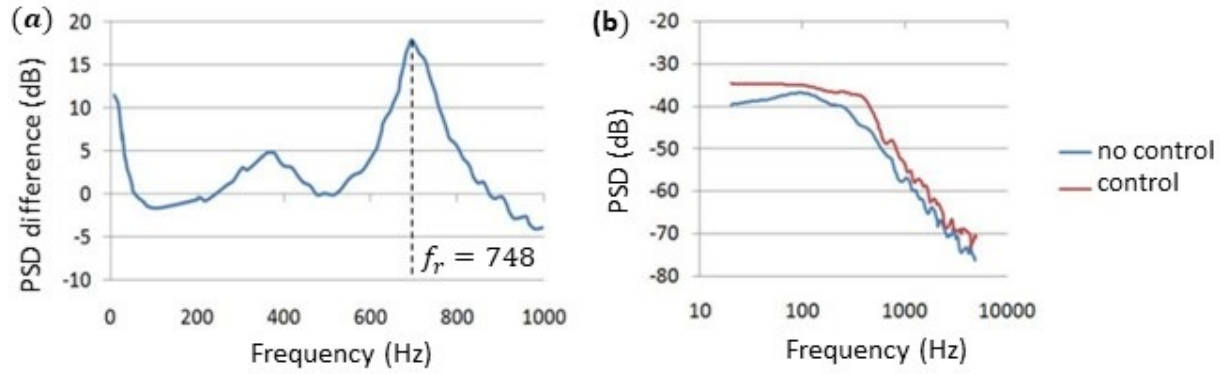 (a)
PSD difference (dB)
20
15
10
5
0
-5
-10
0 200 400 600 800 1000
Frequency (Hz)
f_r = 748
(b)
PSD (dB)
-20
-30
-40
-50
-60
-70
-80
10 100 1000 10000
Frequency (Hz)
no control
control